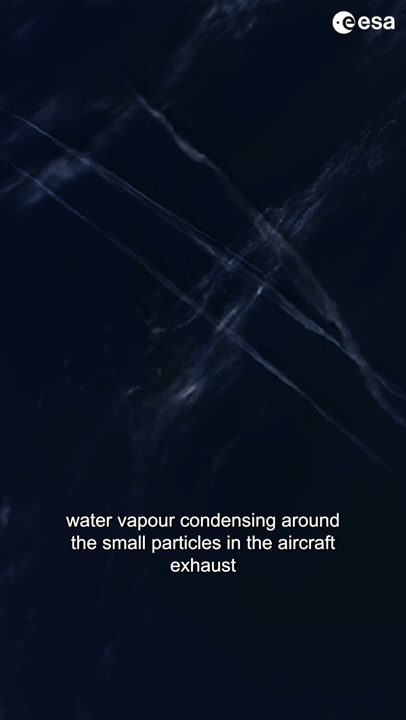 esa
water vapour condensing around
the small particles in the aircraft
exhaust